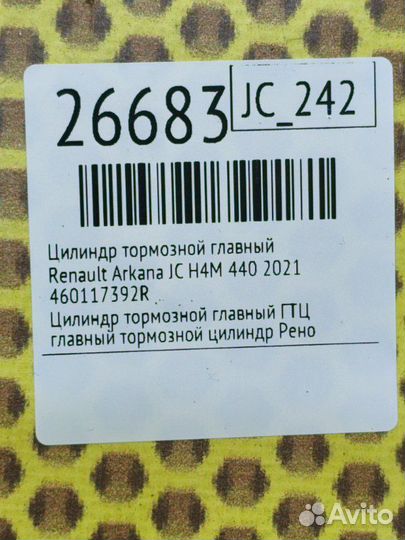 26683
JC_242
Цилиндр тормозной главный
Renault Arkana JC H4M 440 2021
460117392R
Цилиндр тормозной главный ГТЦ
главный тормозной цилиндр Рено
Avito